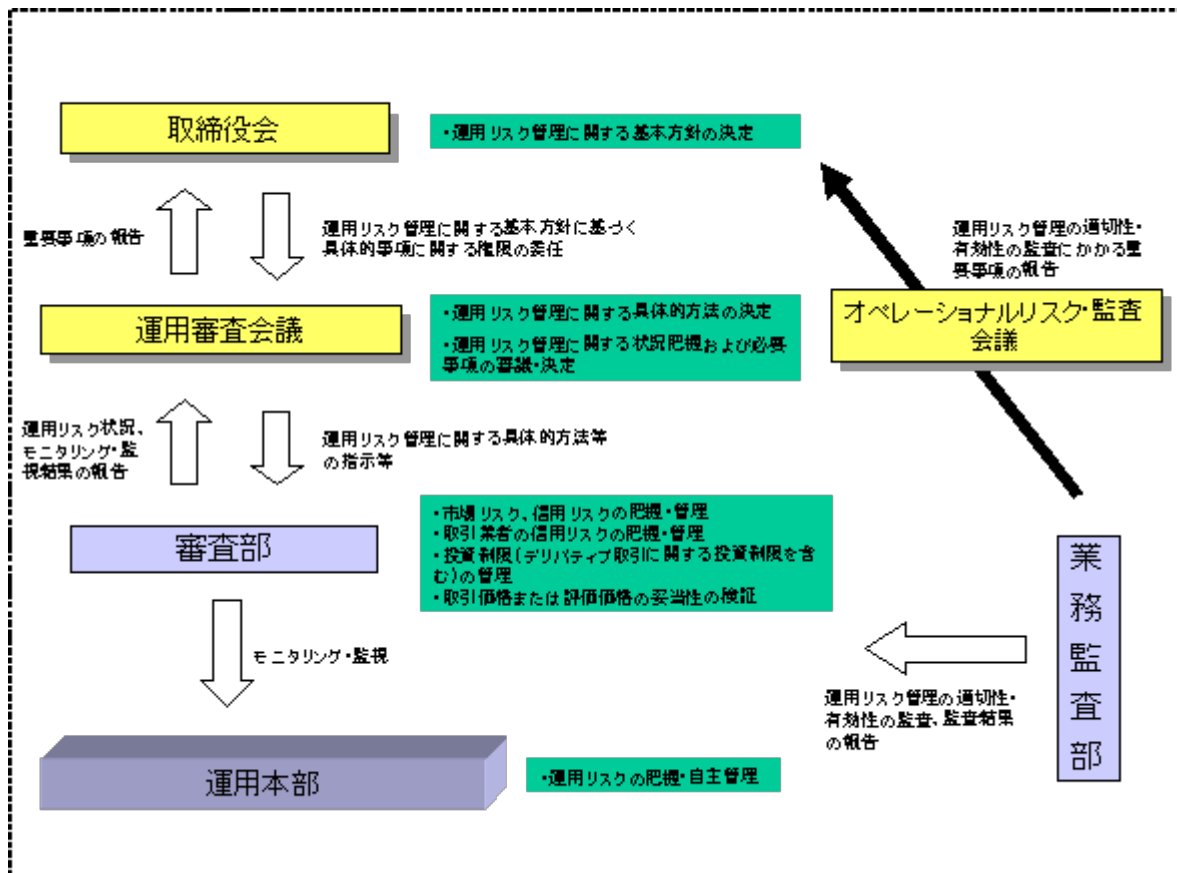 取締役会
・運用リスク管理に関する基本方針の決定
重要事項の報告
運用リスク管理に関する基本方針に基づく
具体的事項に関する権限の委任
運用リスク管理の適切性・
有効性の監査にかかる重
要事項の報告
運用審査会議
・運用リスク管理に関する具体的方法の決定
・運用リスク管理に関する状況把握および必要
事項の審議・決定
オペレーショナルリスク・監査
会議
運用リスク状況、
モニタリング・監
視結果の報告
運用リスク管理に関する具体的方法等
の指示等
審査部
・市場リスク、信用リスクの把握・管理
・取引業者の信用リスクの把握・管理
・投資制限(デリバティブ取引に関する投資制限を含
む)の管理
・取引価格または評価価格の妥当性の検証
業務監査部
モニタリング・監視
運用リスク管理の適切性・
有効性の監査、監査結果
の報告
運用本部
・運用リスクの把握・自主管理